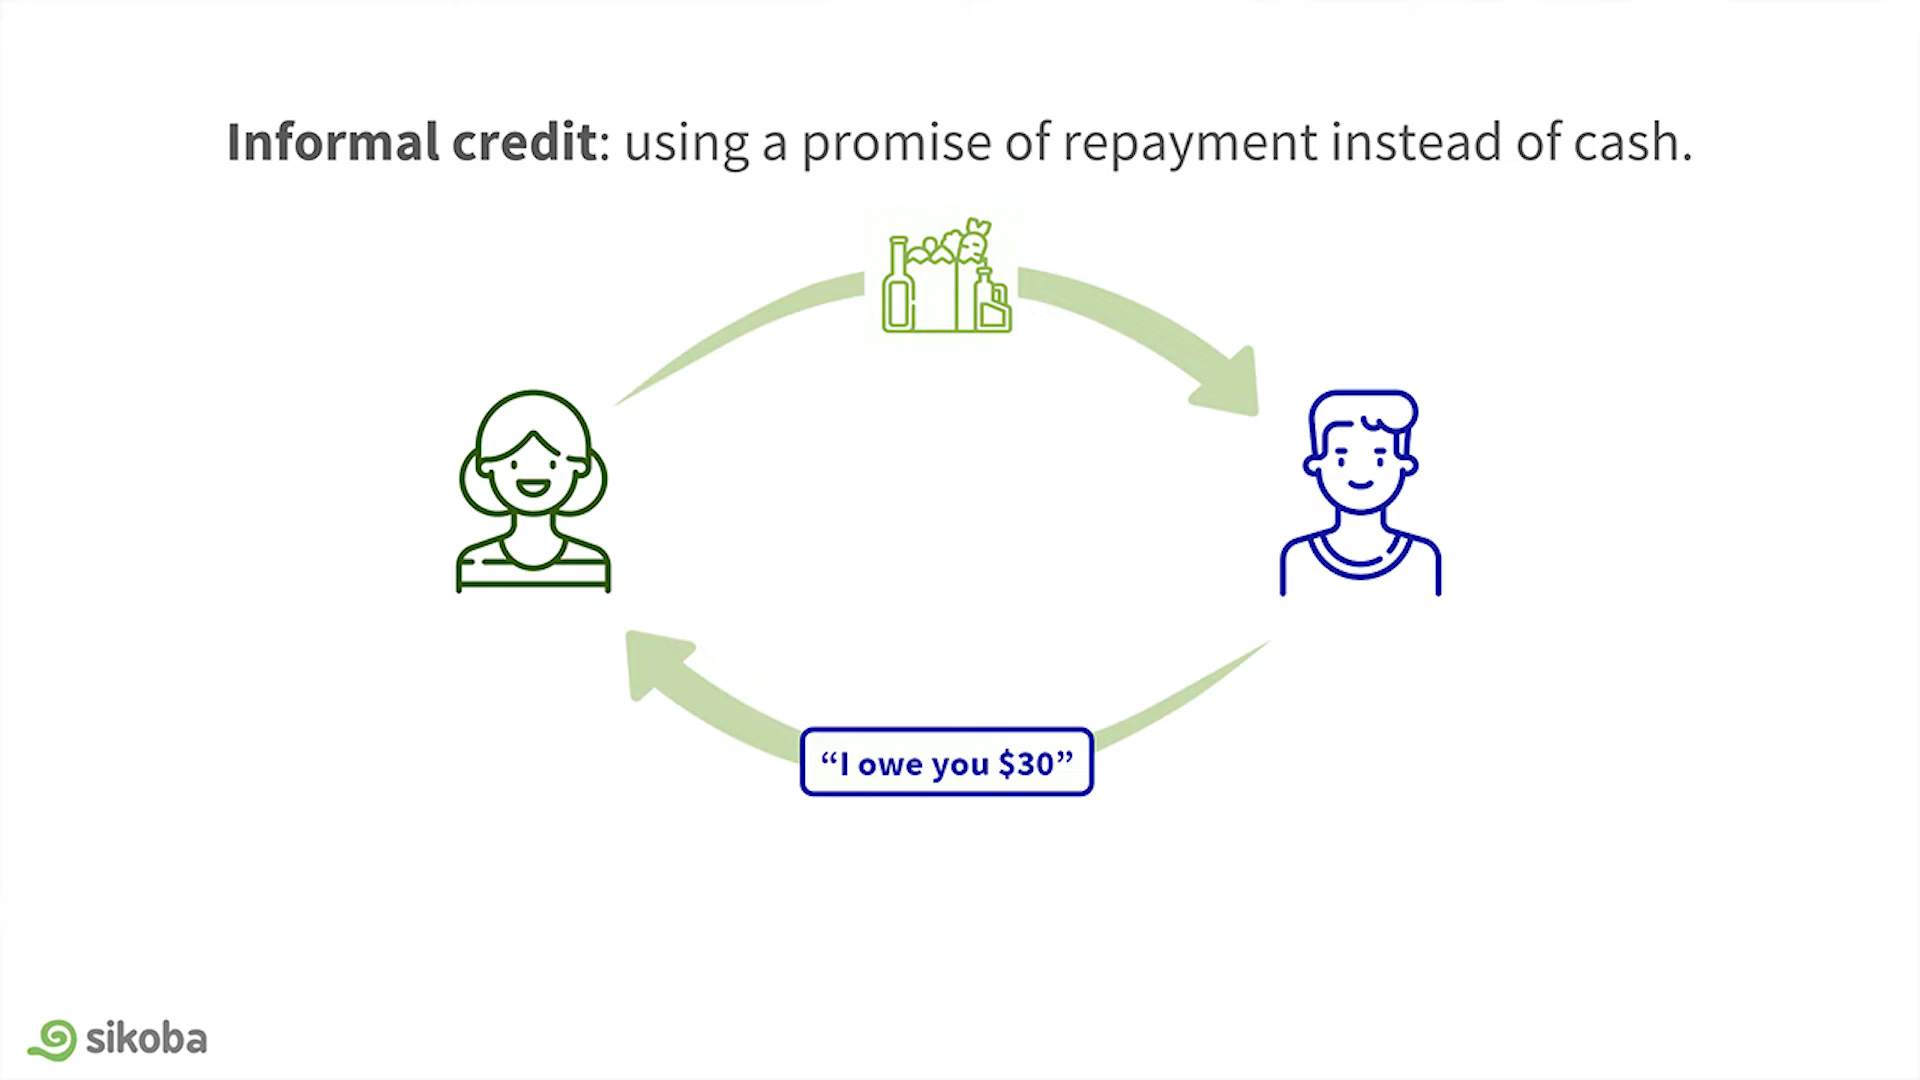 Informal credit: using a promise of repayment instead of cash.
“I owe you $30”
sikoba